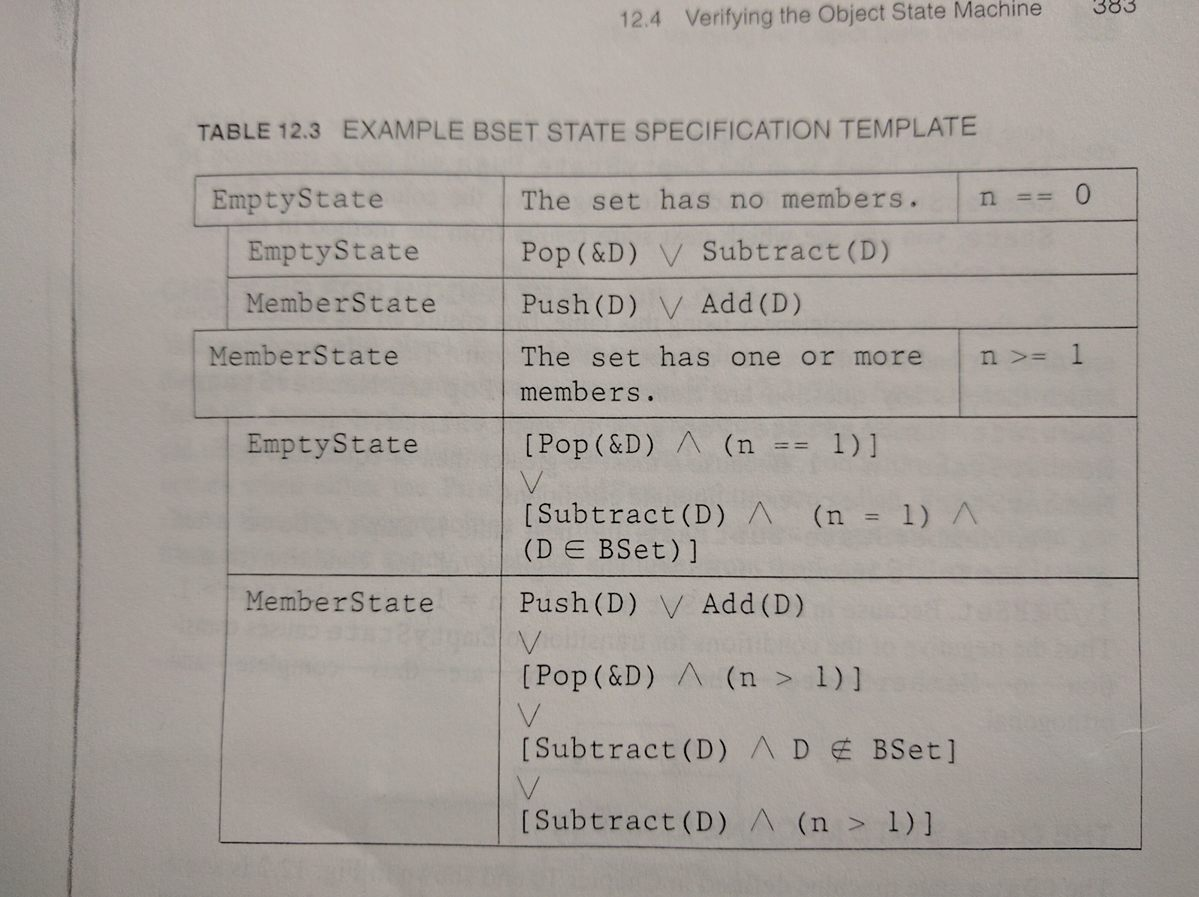 12.4 Verifying the Object State Machine 383
TABLE 12.3 EXAMPLE BSET STATE SPECIFICATION TEMPLATE
EmptyState The set has no members. n == 0
EmptyState Pop(&D) ∨ Subtract(D)
MemberState Push(D) ∨ Add(D)
MemberState The set has one or more n >= 1
members.
EmptyState [Pop(&D) ∧ (n == 1)]
∨
[Subtract(D) ∧ (n = 1) ∧
(D ∈ BSet)]
MemberState Push(D) ∨ Add(D)
∨
[Pop(&D) ∧ (n > 1)]
∨
[Subtract(D) ∧ D ∉ BSet]
∨
[Subtract(D) ∧ (n > 1)]